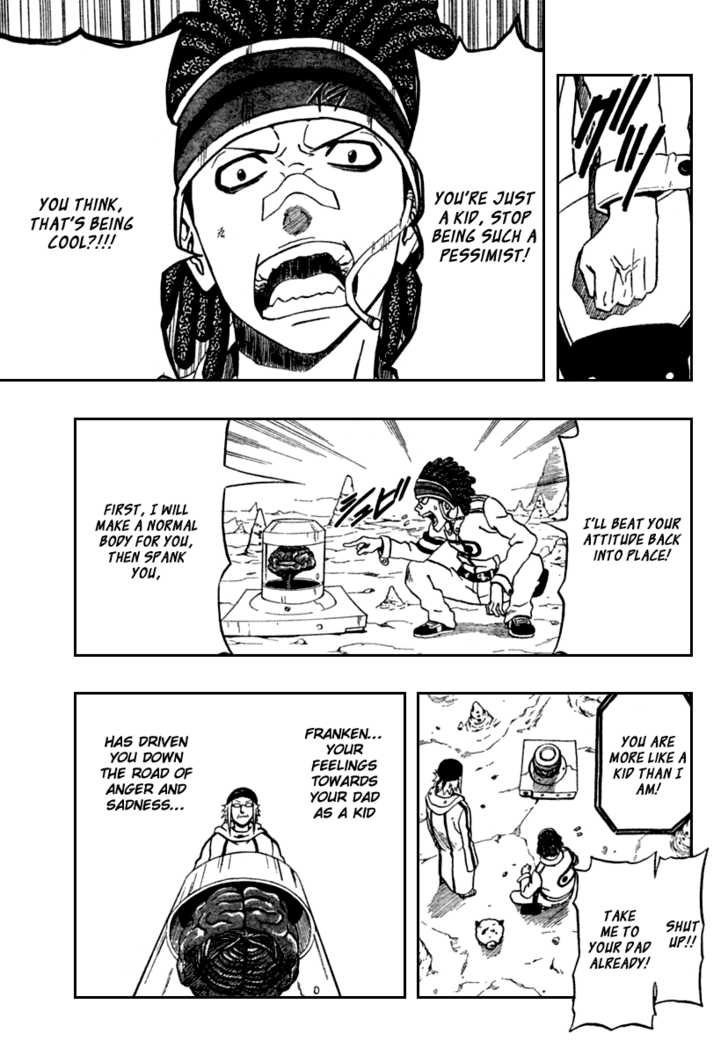 YOU'RE JUST
A KID, STOP
BEING SUCH A
PESSIMIST!
YOU THINK,
THAT'S BEING
COOL?!!!
I'LL BEAT YOUR
ATTITUDE BACK
INTO PLACE!
FIRST, I WILL
MAKE A NORMAL
BODY FOR YOU,
THEN SPANK
YOU,
YOU ARE
MORE LIKE A
KID THAN I
AM!
SHUT
UP!!
TAKE
ME TO
YOUR DAD
ALREADY!
FRANKEN...
YOUR
FEELINGS
TOWARDS
YOUR DAD
AS A KID
HAS DRIVEN
YOU DOWN
THE ROAD OF
ANGER AND
SADNESS...